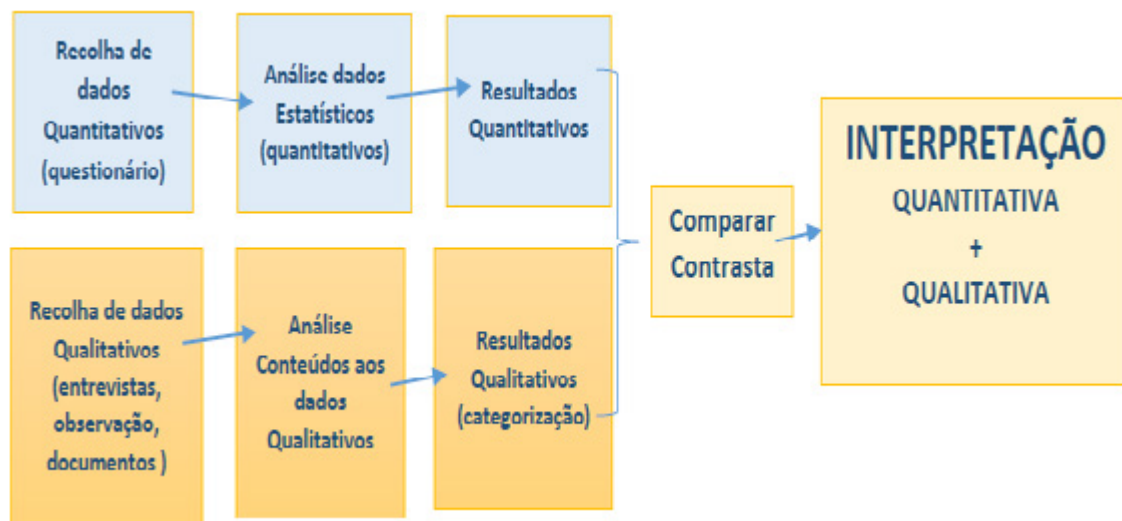 Recolha de
dados
Quantitativos
(questionário)
Análise dados
Estatísticos
(quantitativos)
Resultados
Quantitativos
Recolha de dados
Qualitativos
(entrevistas,
observação,
documentos )
Análise
Conteúdos aos
dados
Qualitativos
Resultados
Qualitativos
(categorização)
Comparar
Contrasta
INTERPRETAÇÃO
QUANTITATIVA
+
QUALITATIVA